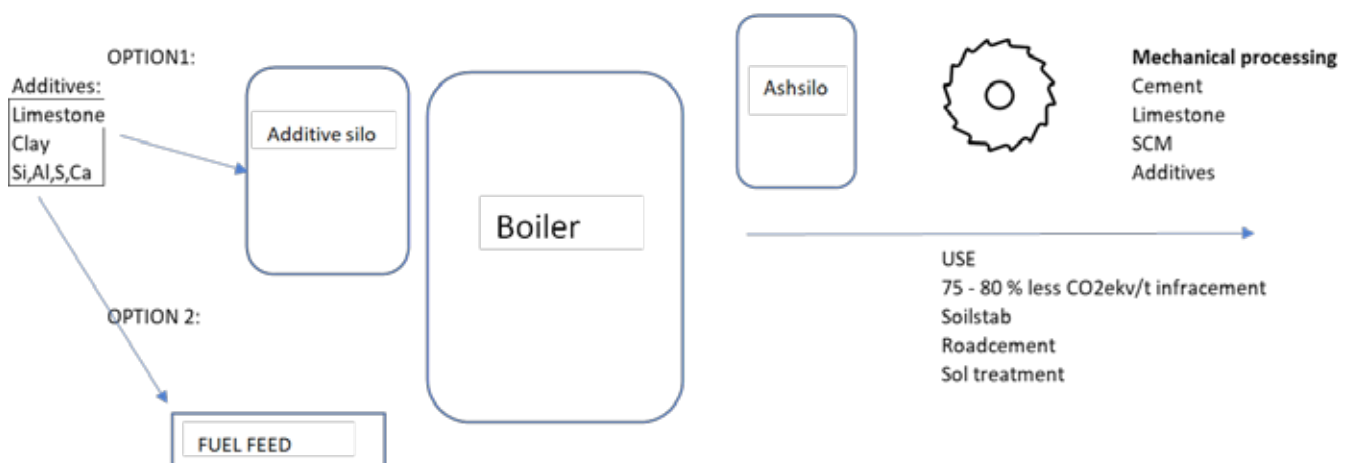 OPTION1:
Additives:
Limestone
Clay
Si,Al,S,Ca
Additive silo
Boiler
OPTION 2:
FUEL FEED
Ashsilo
Mechanical processing
Cement
Limestone
SCM
Additives
USE
75 - 80 % less CO2ekv/t infracement
Soilstab
Roadcement
Sol treatment